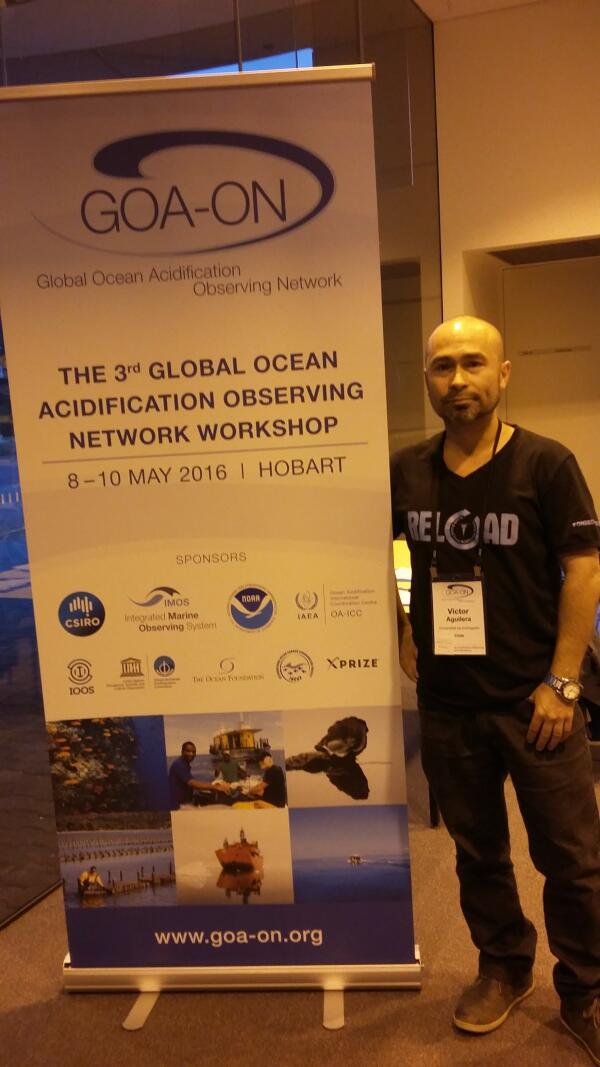 GOA-ON
Global Ocean Acidification
Observing Network
THE 3rd GLOBAL OCEAN
ACIDIFICATION OBSERVING
NETWORK WORKSHOP
8–10 MAY 2016 | HOBART
SPONSORS
CSIRO
IMOS
Integrated Marine
Observing System
NOAA
IAEA
Ocean Acidification
International
Coordination Centre
OA-ICC
IOOS
THE OCEAN FOUNDATION
XPRIZE
www.goa-on.org
RELOAD
GOA-ON
Victor
Aguilera
Chile